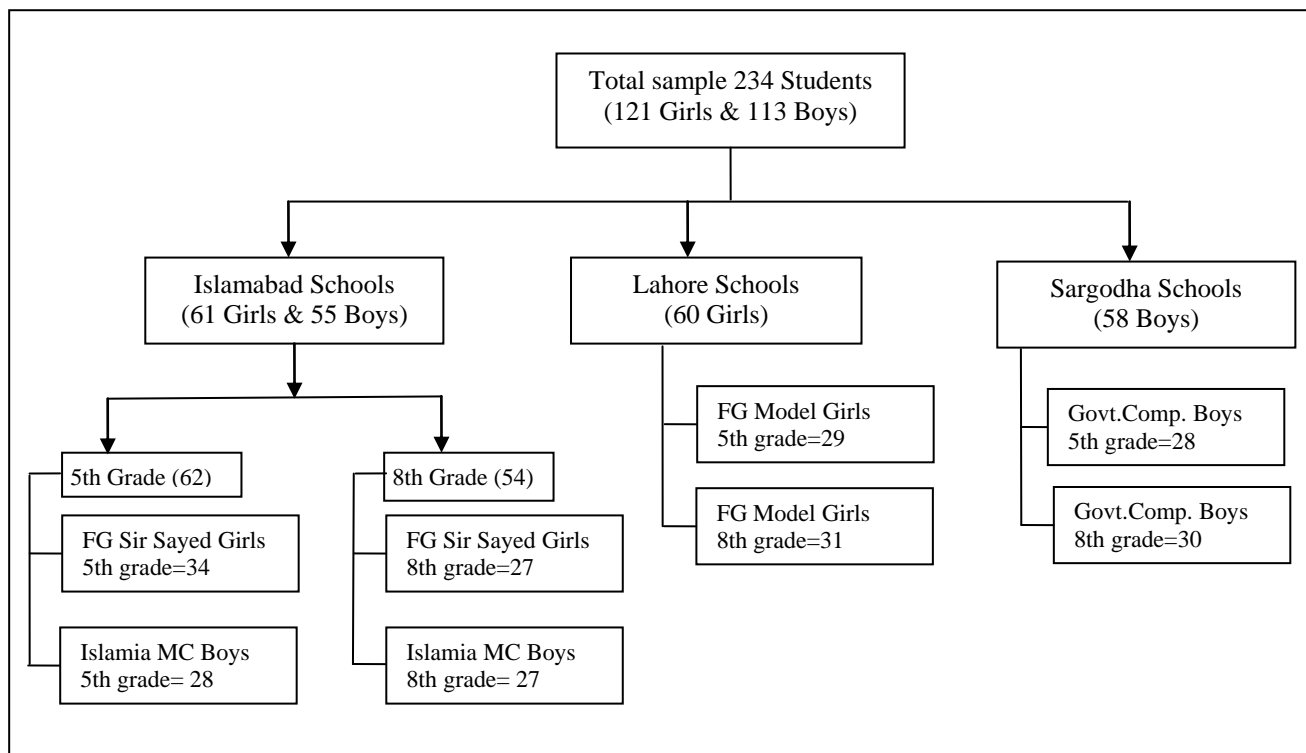 Total sample 234 Students
(121 Girls & 113 Boys)
Islamabad Schools
(61 Girls & 55 Boys)
Lahore Schools
(60 Girls)
Sargodha Schools
(58 Boys)
5th Grade (62)
FG Sir Sayed Girls
5th grade=34
Islamia MC Boys
5th grade= 28
8th Grade (54)
FG Sir Sayed Girls
8th grade=27
Islamia MC Boys
8th grade= 27
FG Model Girls
5th grade=29
FG Model Girls
8th grade=31
Govt.Comp. Boys
5th grade=28
Govt.Comp. Boys
8th grade=30